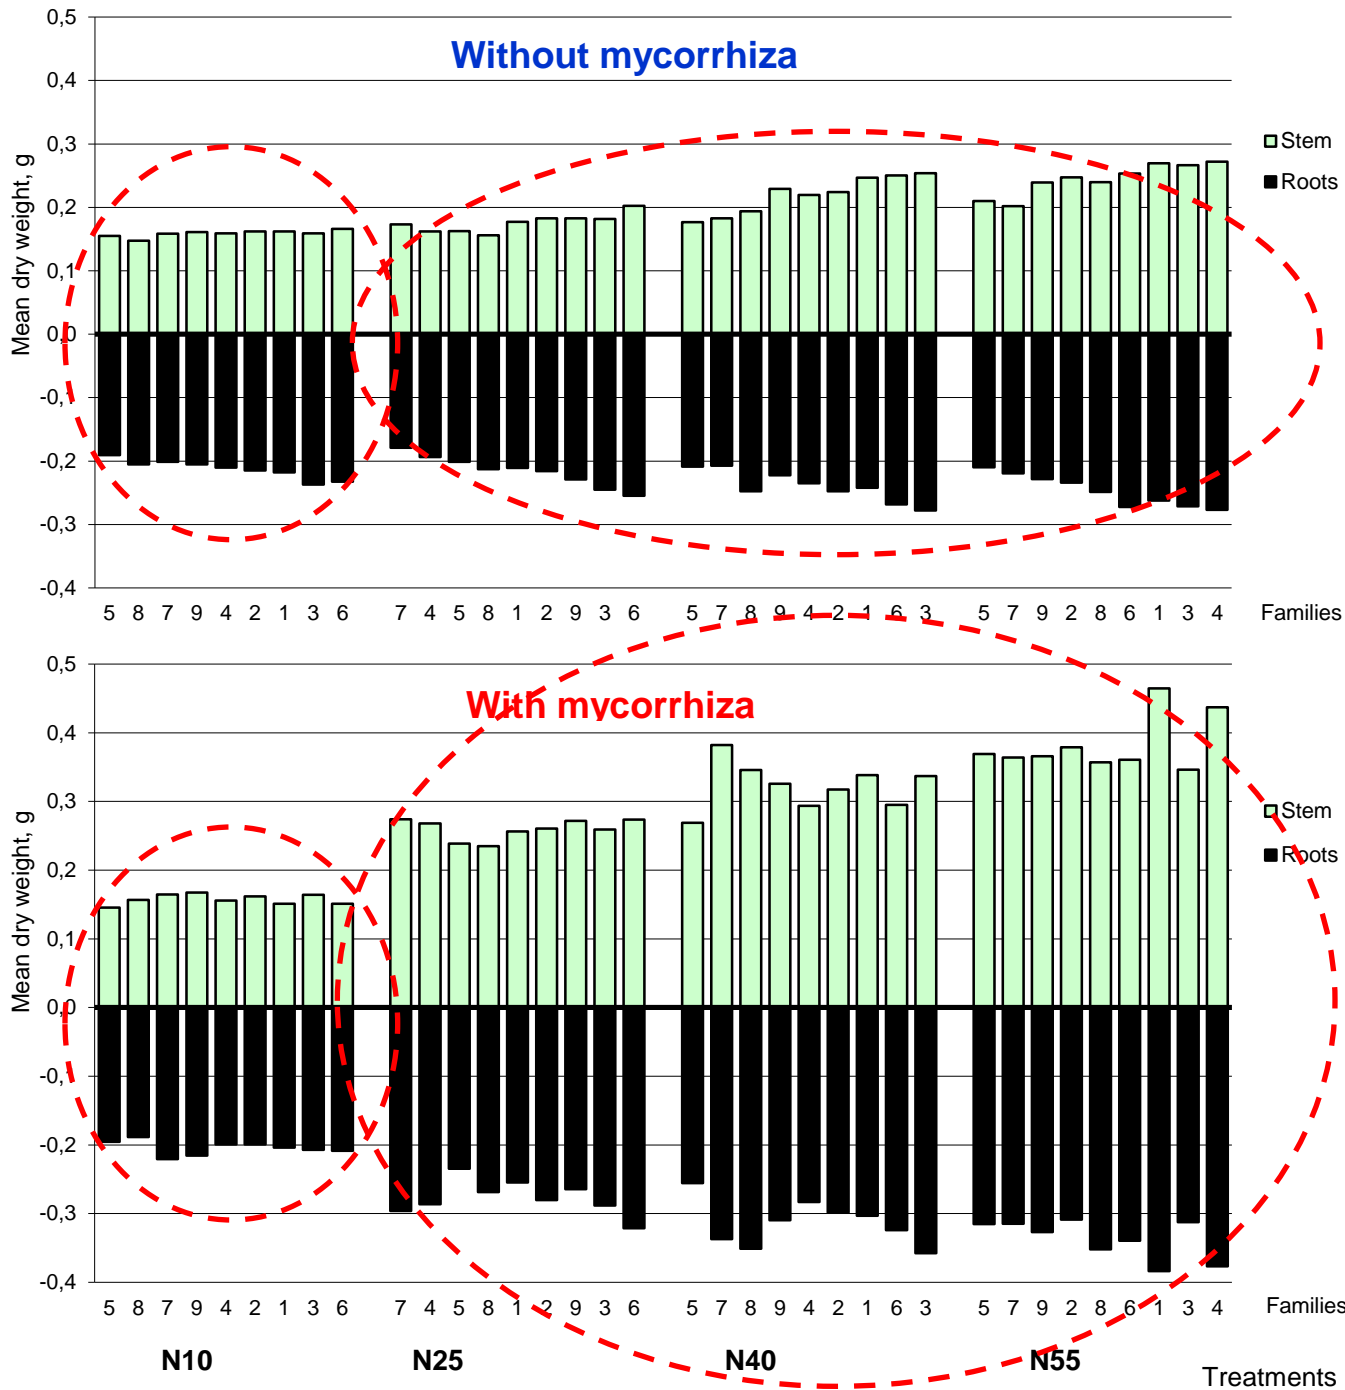 Without mycorrhiza
Mean dry weight, g
0,5
0,4
0,3
0,2
0,1
0,0
-0,1
-0,2
-0,3
-0,4
Stem
Roots
5 8 7 9 4 2 1 3 6 7 4 5 8 1 2 9 3 6 5 7 8 9 4 2 1 6 3 5 7 9 2 8 6 1 3 4 Families
With mycorrhiza
Mean dry weight, g
0,5
0,4
0,3
0,2
0,1
0,0
-0,1
-0,2
-0,3
-0,4
Stem
Roots
5 8 7 9 4 2 1 3 6 7 4 5 8 1 2 9 3 6 5 7 8 9 4 2 1 6 3 5 7 9 2 8 6 1 3 4 Families
N10 N25 N40 N55
Treatments